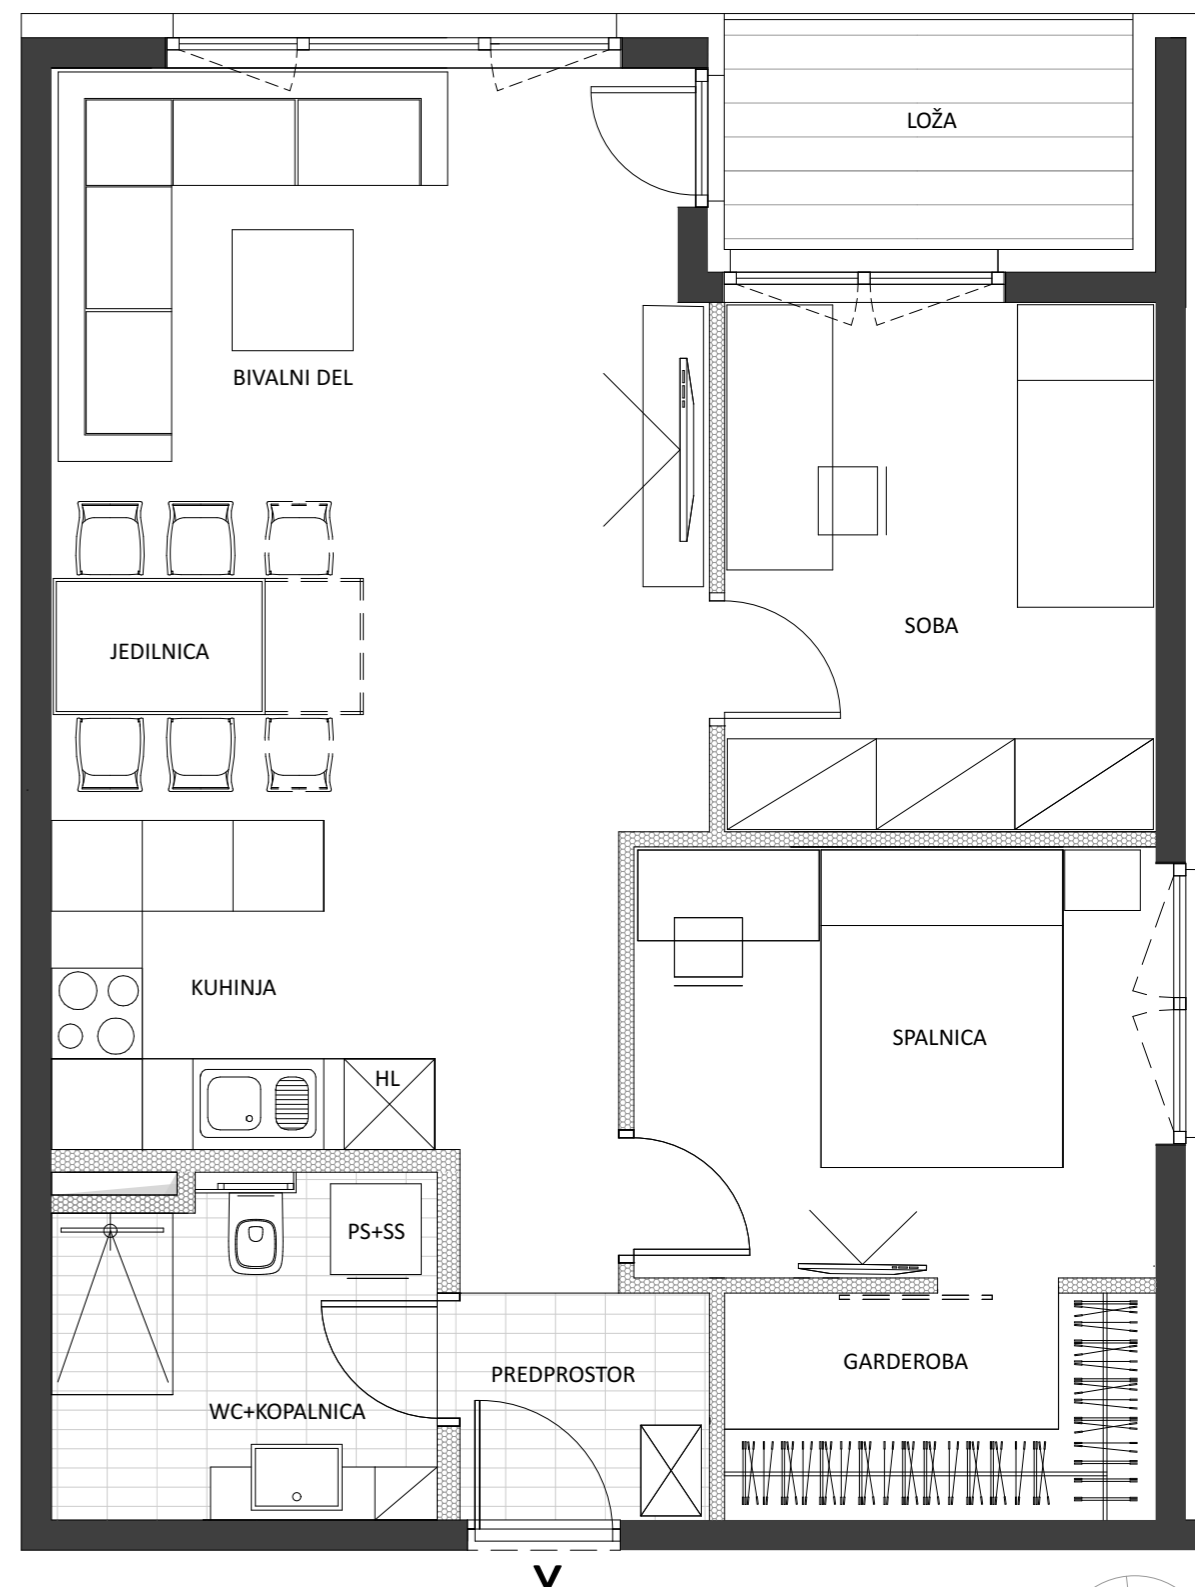 LOŽA
BIVALNI DEL
SOBA
JEDILNICA
KUHINJA
SPALNICA
HL
PS+SS
GARDEROBA
PREDPROSTOR
WC+KOPALNICA